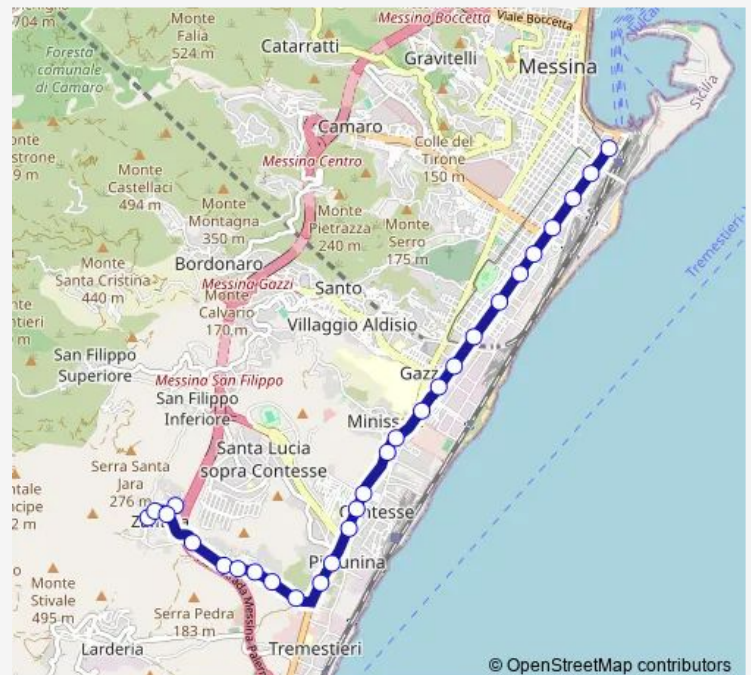 704 m
Monte
Falia
524 m
Messina Boccetta
Viale Boccetta
Catarratti
Gravitelli
Messina
Foresta
comunale
di Camaro
Sicilia
Camaro
Messina Centro
Colle del
Tirone
150 m
Monte
Castellaci
494 m
Monte
Montagna
350 m
Monte
Pietrazza
240 m
Monte
Serro
175 m
Tremestieri-
Bordonaro
Monte
Santa Cristina
440 m
Messina Gazzi
Monte
Calvario
170 m
Santo
Villaggio Aldisio
San Filippo
Superiore
Gazz
Messina San Filippo
San Filippo
Inferiore
Miniss
Santa Lucia
sopra Contesse
Serra Santa
Jara
276 m
ntesse
Monte
Stivale
495 m
Serra Pedra
183 m
Larderia
Tremestieri
© OpenStreetMap contributors